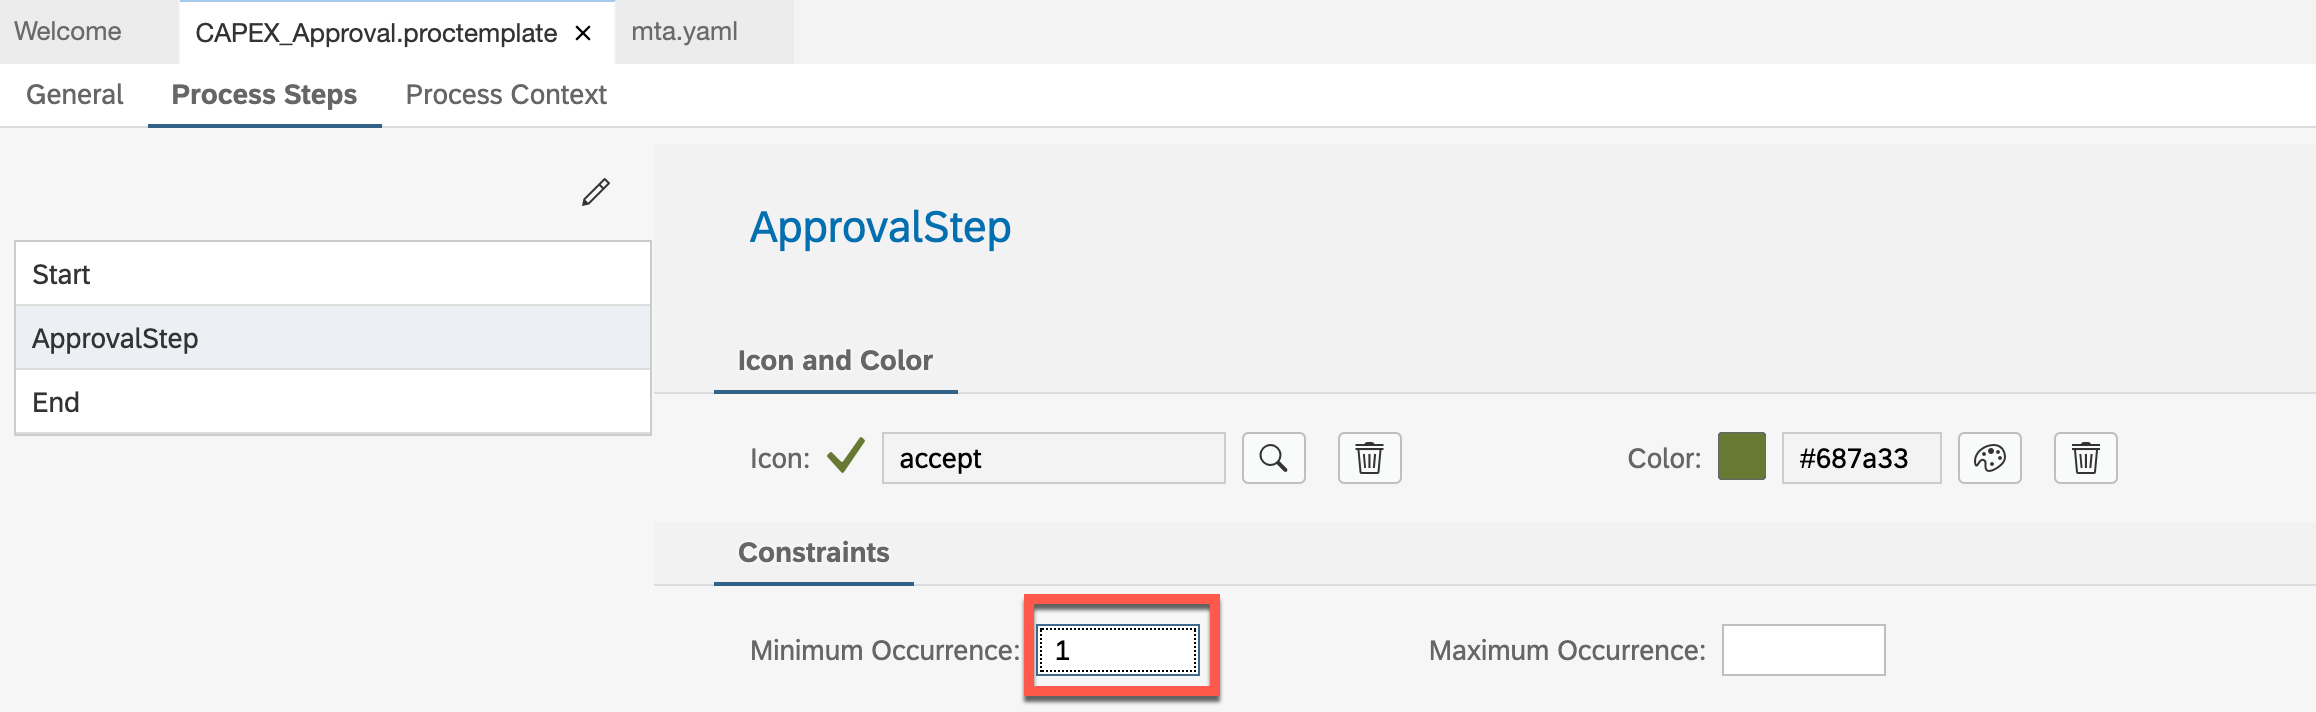 Welcome CAPEX_Approval.proctemplate mta.yaml
General Process Steps Process Context
Start
ApprovalStep
End
ApprovalStep
Icon and Color
Icon: accept Color: #687a33
Constraints
Minimum Occurrence: 1 Maximum Occurrence: